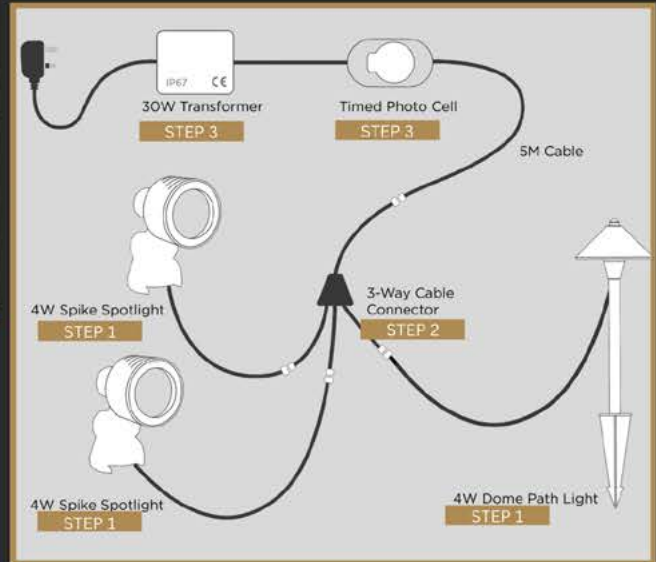 IP67 CE
30W Transformer
STEP 3
Timed Photo Cell
STEP 3
5M Cable
4W Spike Spotlight
STEP 1
3-Way Cable
Connector
STEP 2
4W Spike Spotlight
STEP 1
4W Dome Path Light
STEP 1